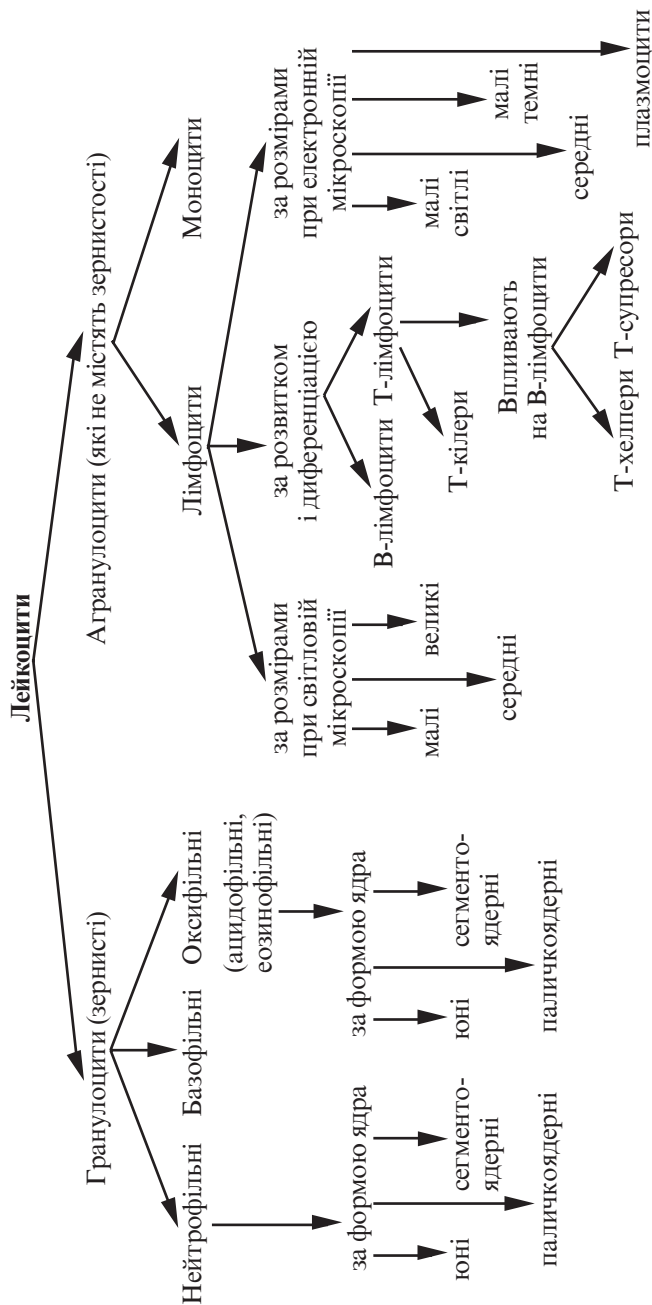 Лейкоцити
Гранулоцити (зернисті)
Агранулоцити (які не містять зернистості)
Нейтрофільні
Базофільні
Оксифільні
(ацидофільні,
еозинофільні)
Лімфоцити
Моноцити
за формою ядра
юні
паличкоядерні
сегменто-
ядерні
за формою ядра
юні
паличкоядерні
сегменто-
ядерні
за розмірами
при світловій
мікроскопії
малі
середні
великі
за розвитком
і диференціацією
В-лімфоцити
Т-лімфоцити
Т-кілери
Впливають
на В-лімфоцити
Т-хелпери
Т-супресори
за розмірами
при електронній
мікроскопії
малі
світлі
середні
малі
темні
плазмоцити